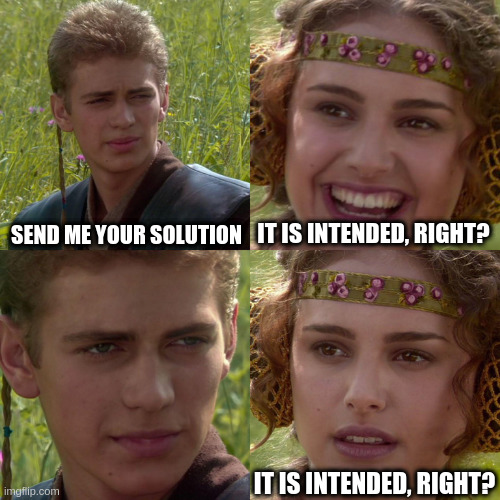 SEND ME YOUR SOLUTION
IT IS INTENDED, RIGHT?
IT IS INTENDED, RIGHT?
imgflip.com